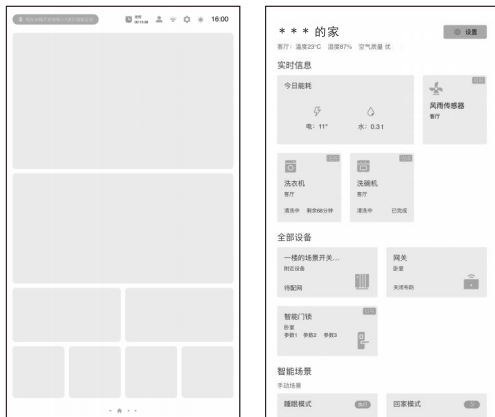 16:00
* * * 的家
设置
客厅: 温度23°C 湿度87% 空气质量 优
实时信息
今日能耗
电: 11°
水: 0.31
风雨传感器
客厅
洗衣机
客厅
清洗中 剩余68分钟
洗碗机
客厅
清洗中 已完成
全部设备
一楼的场景开关...
附近设备
待配网
网关
卧室
关闭布防
智能门锁
卧室
参数1 参数2 参数3
智能场景
手动场景
睡眠模式
回家模式